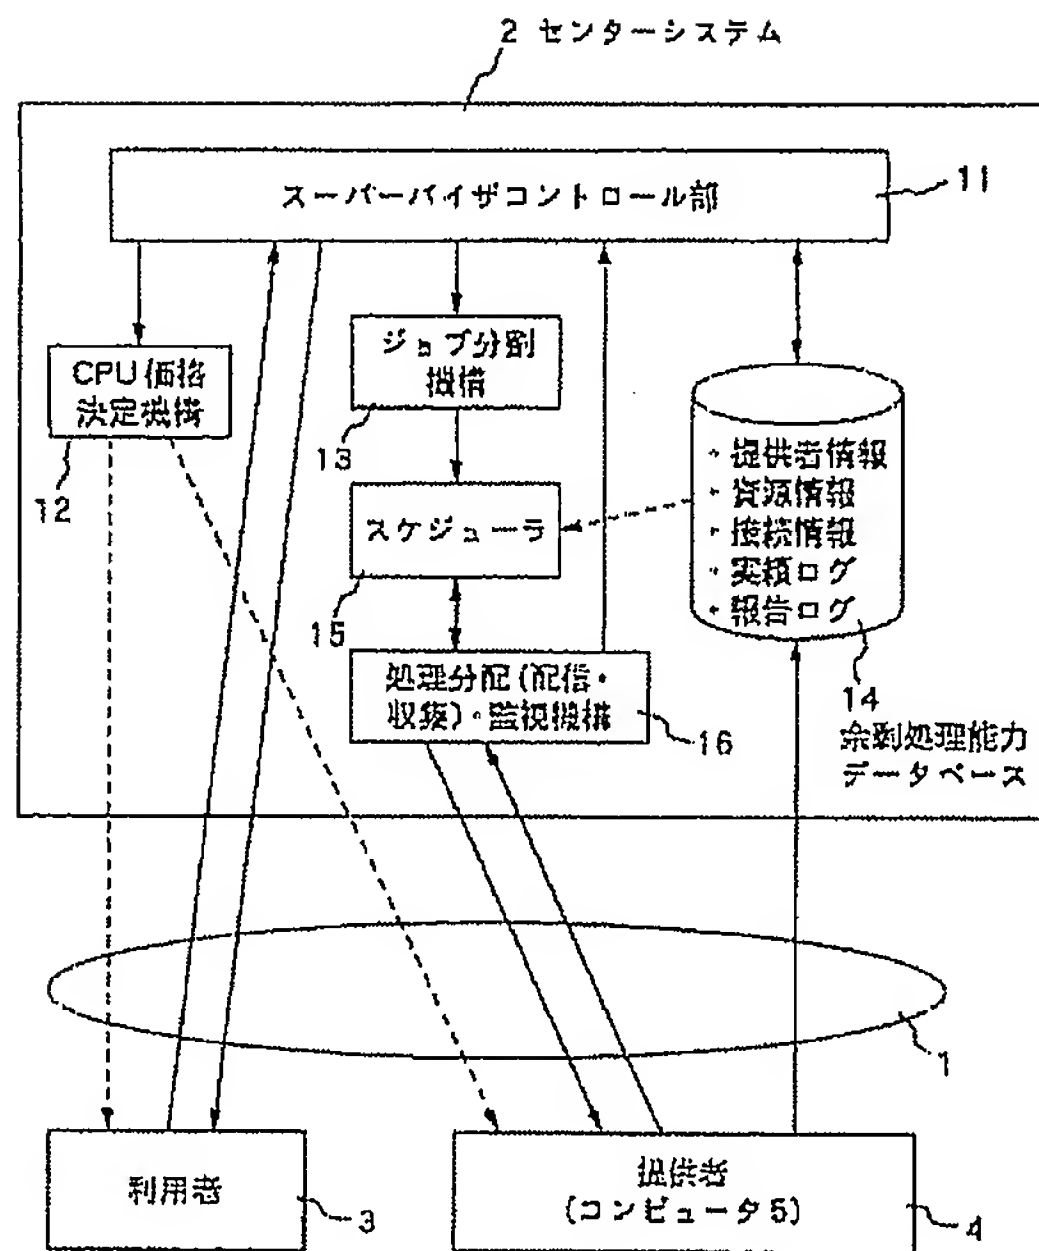 2 センターシステム
スーパーバイザコントロール部
11
CPU価格
決定機構
12
ジョブ分割
機構
13
スケジューラ
15
・提供者情報
・資源情報
・接続情報
・実績ログ
・報告ログ
14
余剰処理能力
データベース
処理分配(配信・
収集)・監視機構
16
1
利用者
3
提供者
(コンピュータ5)
4